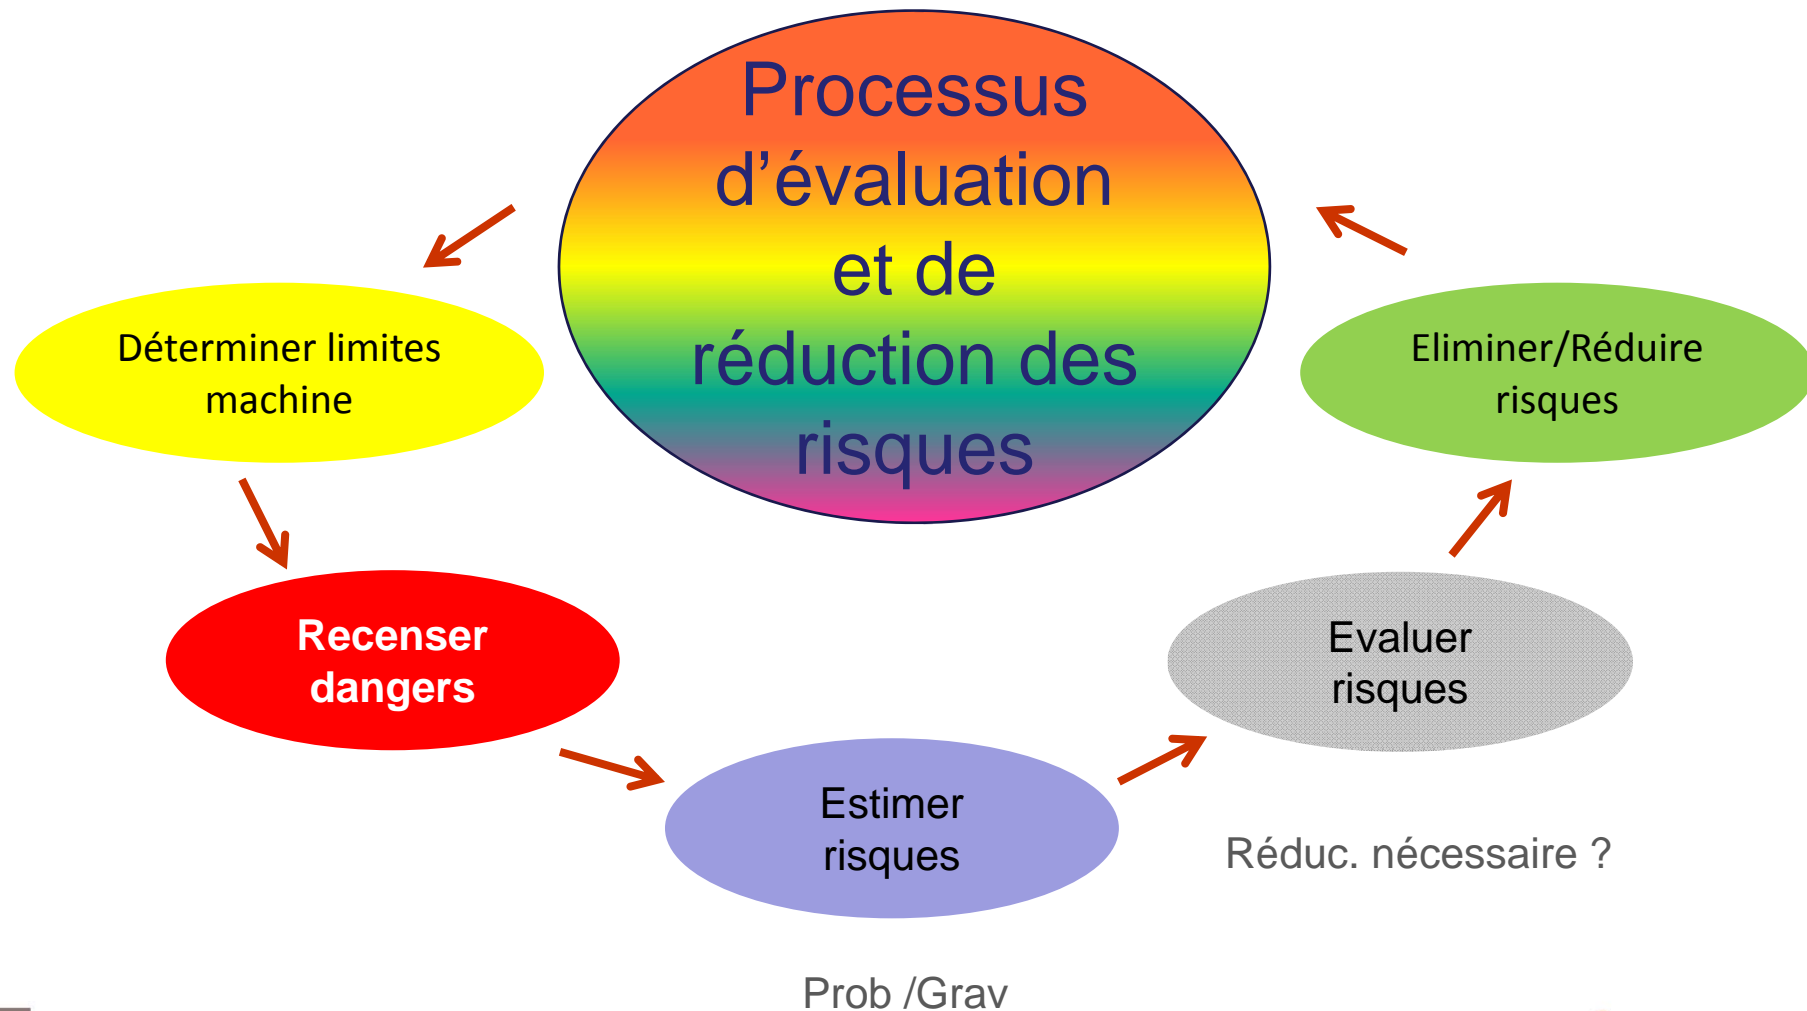 Processus
d’évaluation
et de
réduction des
risques
Déterminer limites
machine
Eliminer/Réduire
risques
Recenser
dangers
Evaluer
risques
Estimer
risques
Réduc. nécessaire ?
Prob /Grav